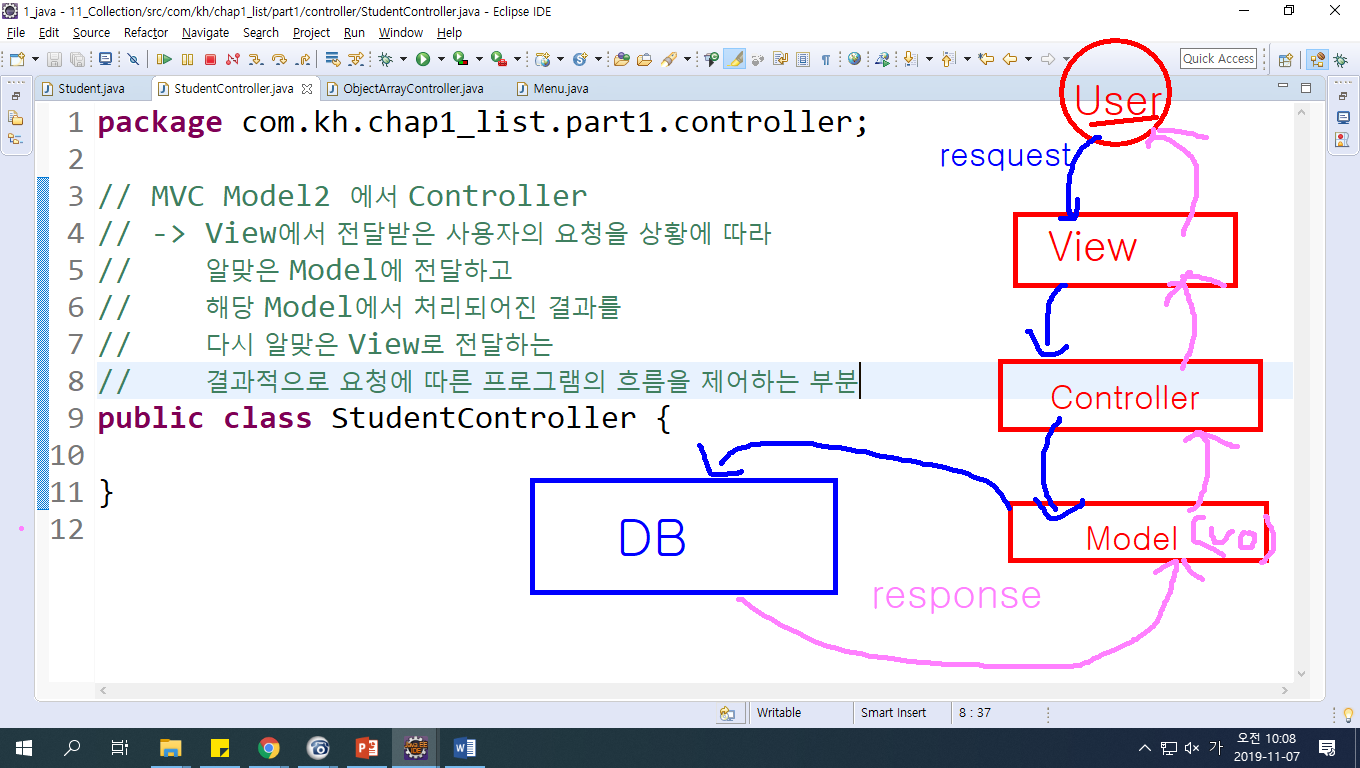 1_java - 11_Collection/src/com/kh/chap1_list/part1/controller/StudentController.java - Eclipse IDE
File Edit Source Refactor Navigate Search Project Run Window Help
Quick Access
Student.java StudentController.java ObjectArrayController.java Menu.java
1 package com.kh.chap1_list.part1.controller;
2
3 // MVC Model2 에서 Controller
4 // -> View에서 전달받은 사용자의 요청을 상황에 따라
5 // 알맞은 Model에 전달하고
6 // 해당 Model에서 처리되어진 결과를
7 // 다시 알맞은 View로 전달하는
8 // 결과적으로 요청에 따른 프로그램의 흐름을 제어하는 부분
9 public class StudentController {
10
11 }
12
User
resquest
View
Controller
Model (vo)
DB
response
Writable Smart Insert 8 : 37
가 오전 10:08
2019-11-07